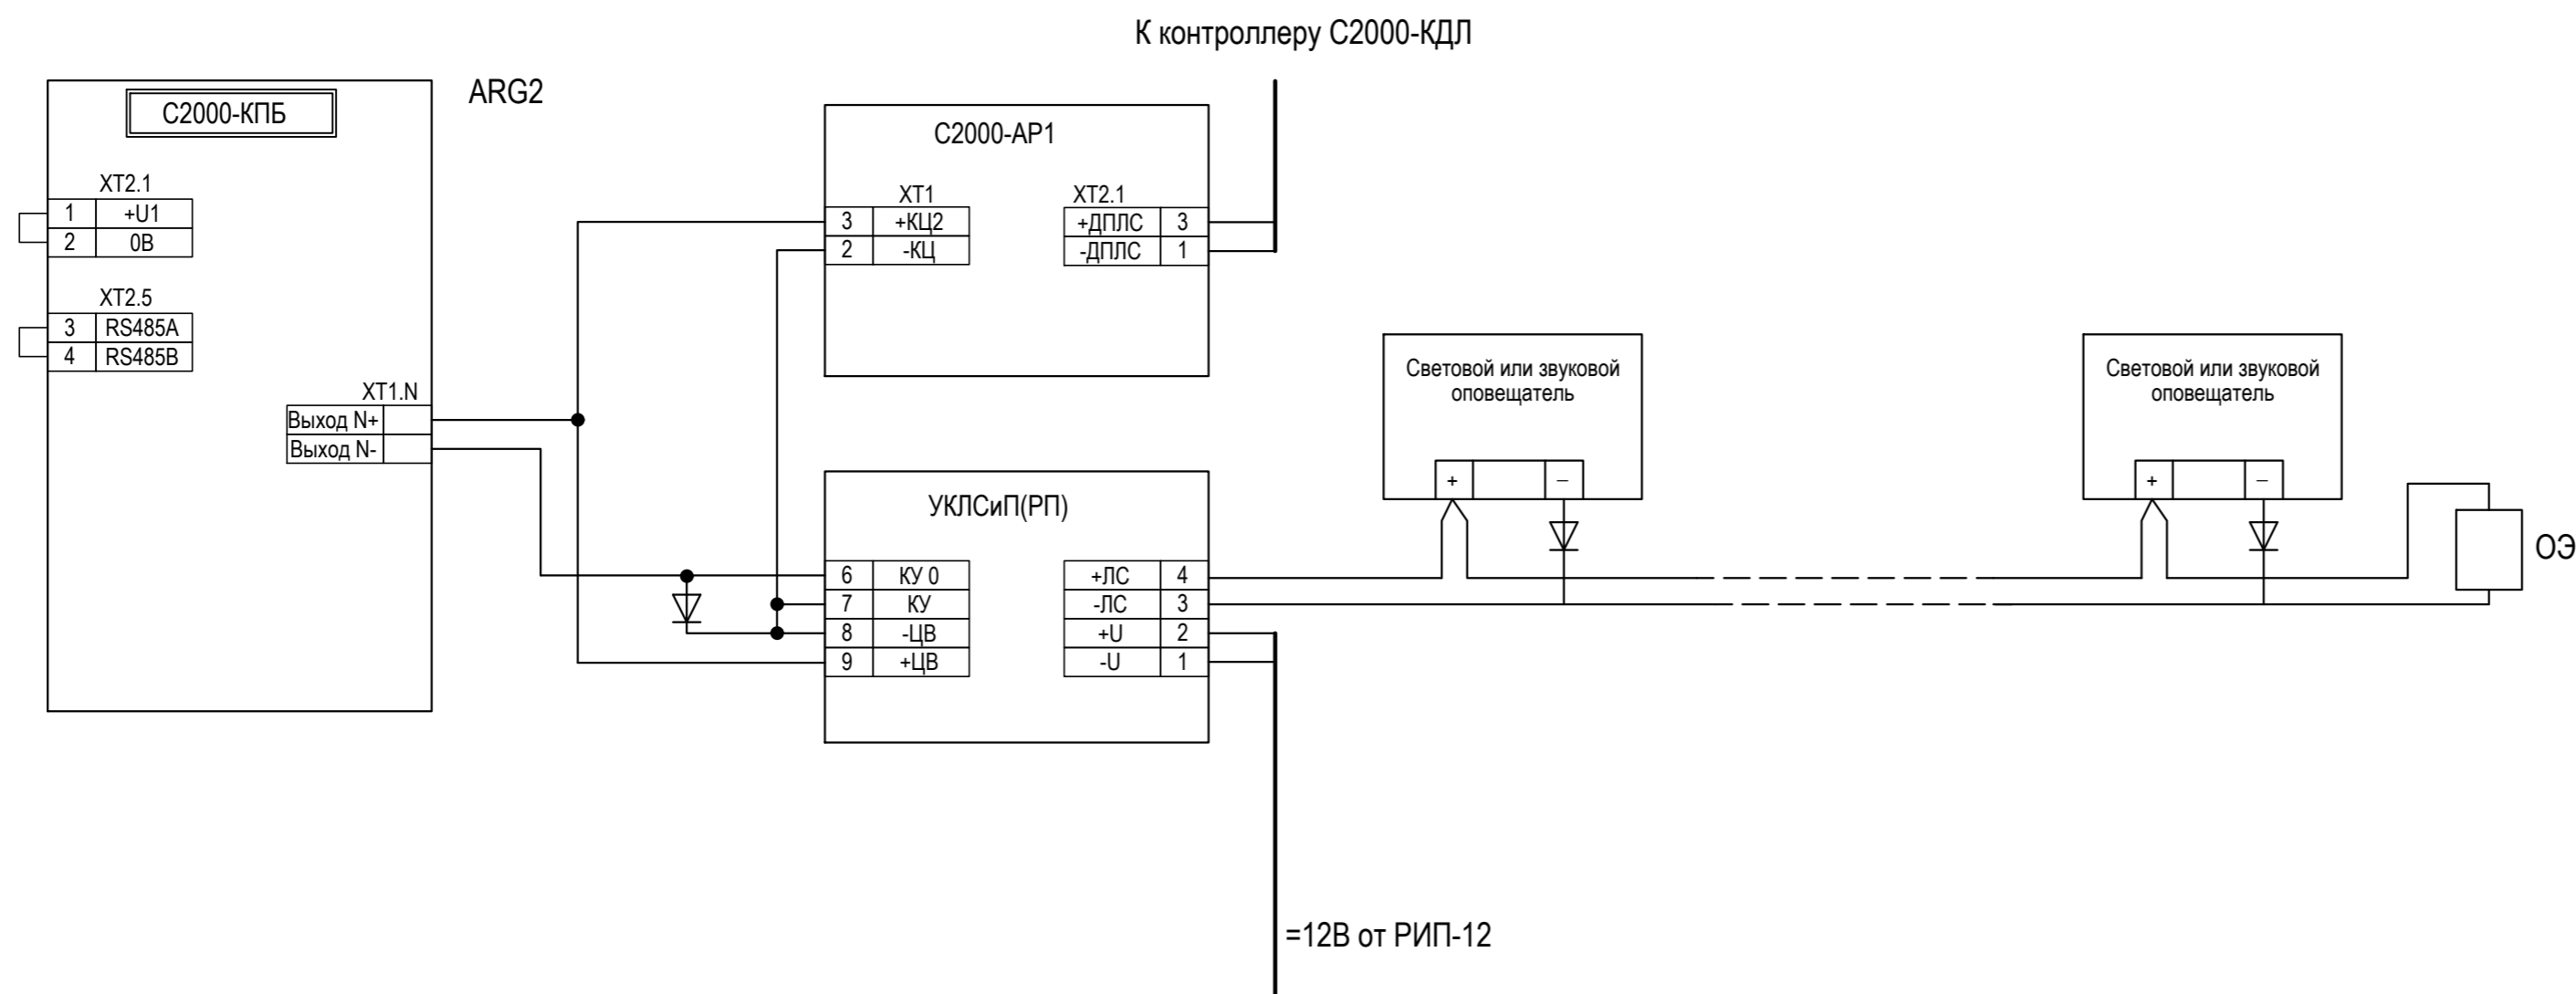 К контроллеру С2000-КДЛ
ARG2
С2000-КПБ
XT2.1
1 +U1
2 0В
XT2.5
3 RS485A
4 RS485B
XT1.N
Выход N+
Выход N-
С2000-АР1
XT1
3 +КЦ2
2 -КЦ
XT2.1
+ДПЛС 3
-ДПЛС 1
УКЛСиП(РП)
6 КУ 0
7 КУ
8 -ЦВ
9 +ЦВ
+ЛС 4
-ЛС 3
+U 2
-U 1
Световой или звуковой
оповещатель
+ –
Световой или звуковой
оповещатель
+ –
ОЭ
=12В от РИП-12